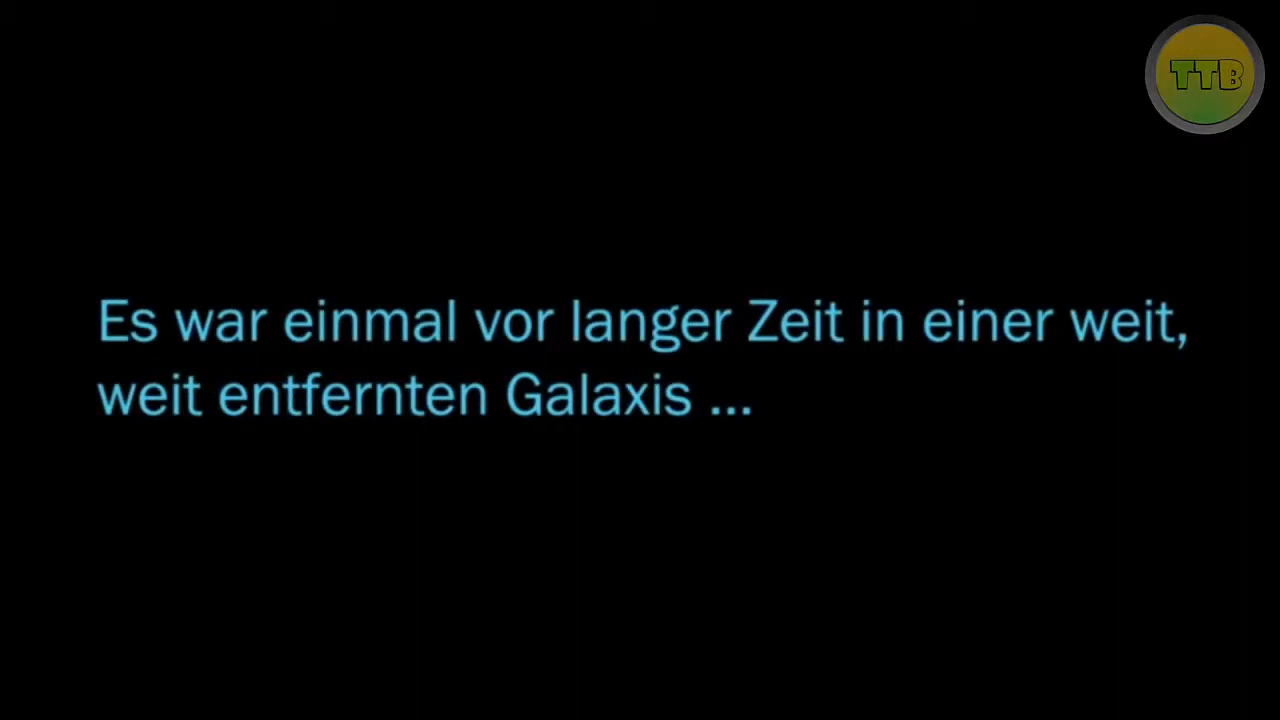 TTB
Es war einmal vor langer Zeit in einer weit,
weit entfernten Galaxis ...